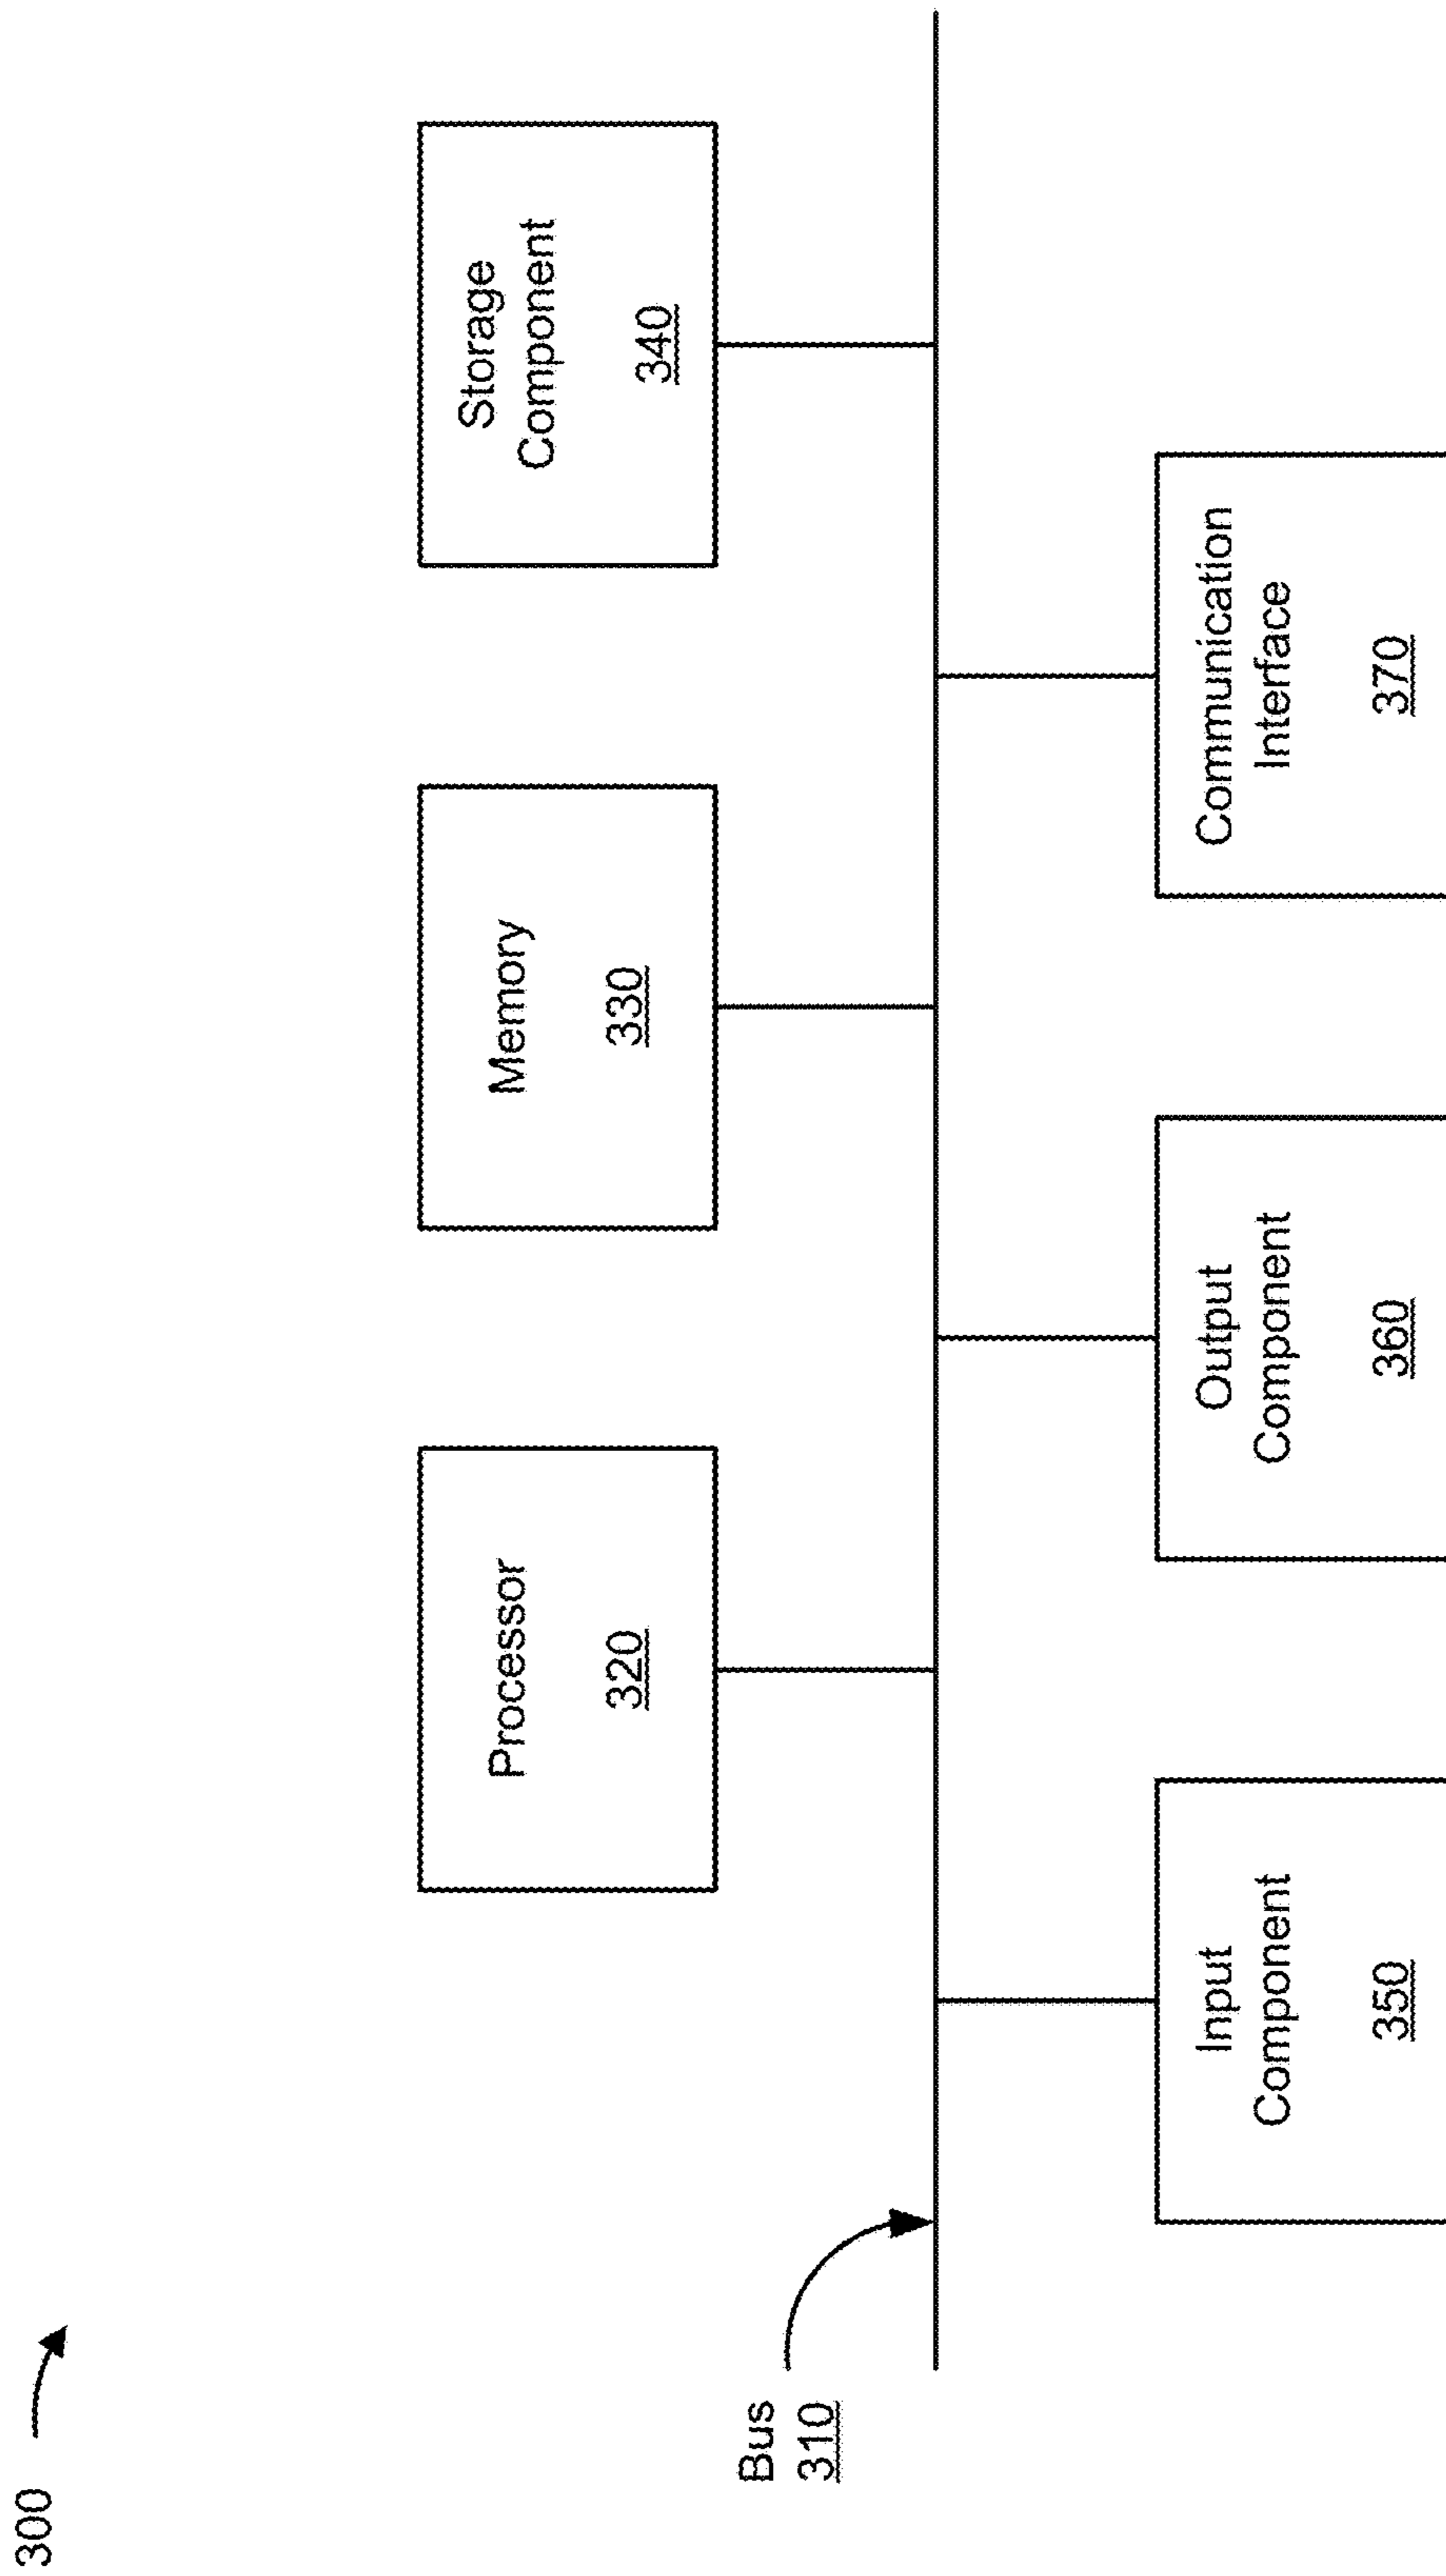 300
Processor
320
Memory
330
Storage
Component
340
Bus
310
Input
Component
350
Output
Component
360
Communication
Interface
370